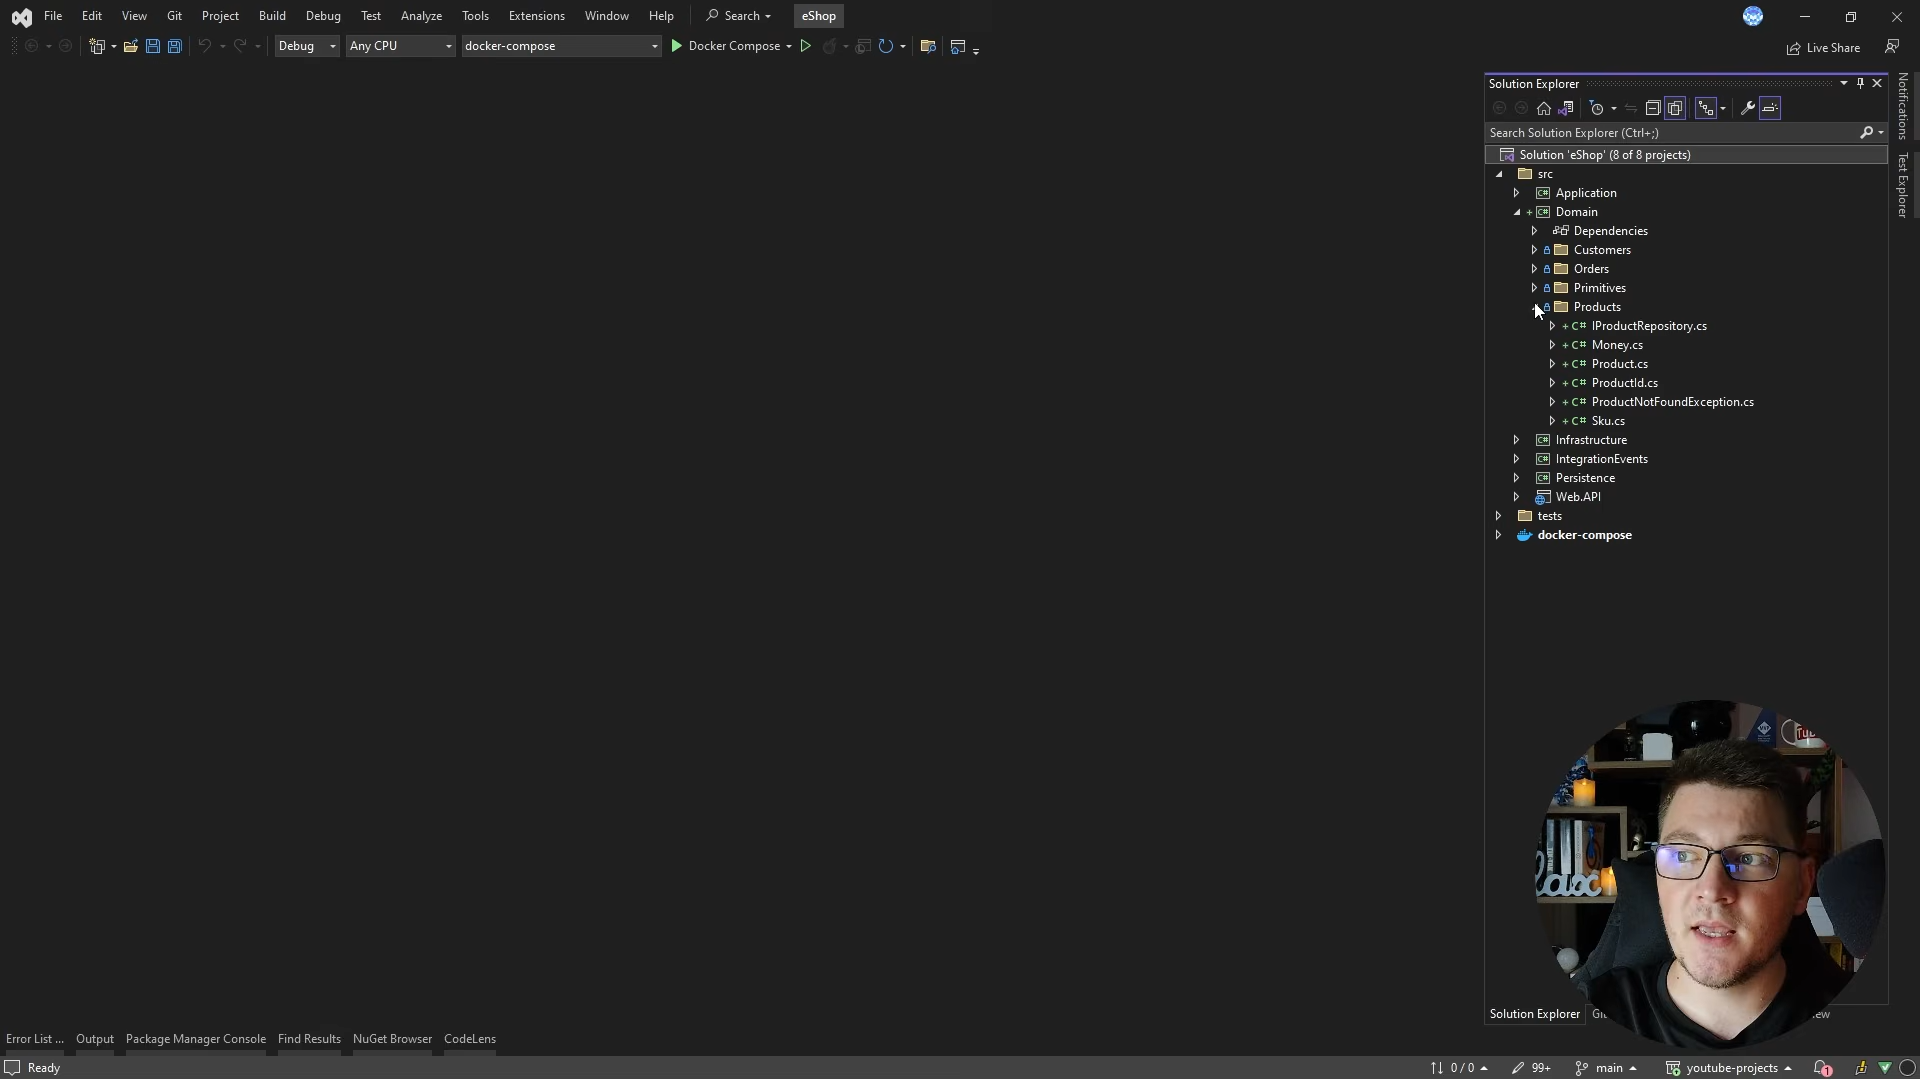 File Edit View Git Project Build Debug Test Analyze Tools Extensions Window Help Search eShop
Debug Any CPU docker-compose Docker Compose Live Share
Solution Explorer
Search Solution Explorer (Ctrl+;)
Solution 'eShop' (8 of 8 projects)
src
Application
Domain
Dependencies
Customers
Orders
Primitives
Products
IProductRepository.cs
Money.cs
Product.cs
ProductId.cs
ProductNotFoundException.cs
Sku.cs
Infrastructure
IntegrationEvents
Persistence
Web.API
tests
docker-compose
Notifications
Test Explorer
Solution Explorer
Error List ... Output Package Manager Console Find Results NuGet Browser CodeLens
Ready 0 / 0 99+ main youtube-projects 1